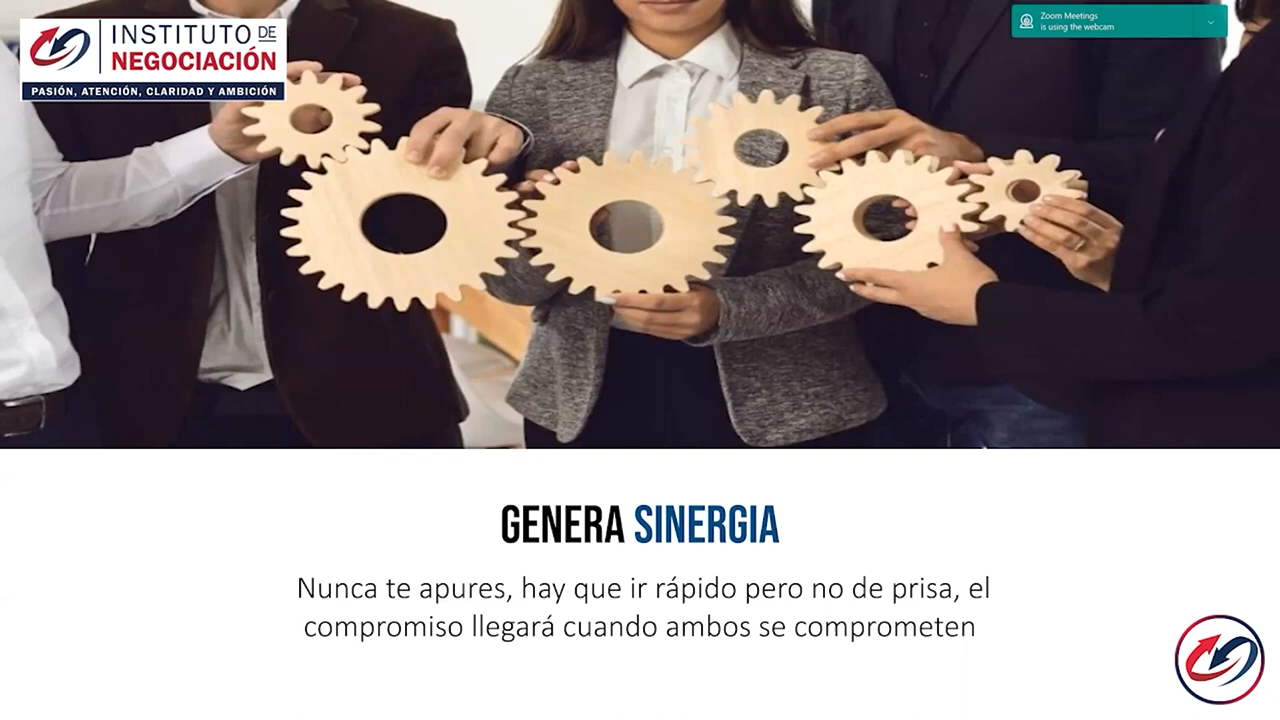 INSTITUTO DE
NEGOCIACIÓN
PASIÓN, ATENCIÓN, CLARIDAD Y AMBICIÓN
Zoom Meetings
is using the webcam
GENERA SINERGIA
Nunca te apures, hay que ir rápido pero no de prisa, el
compromiso llegará cuando ambos se comprometen